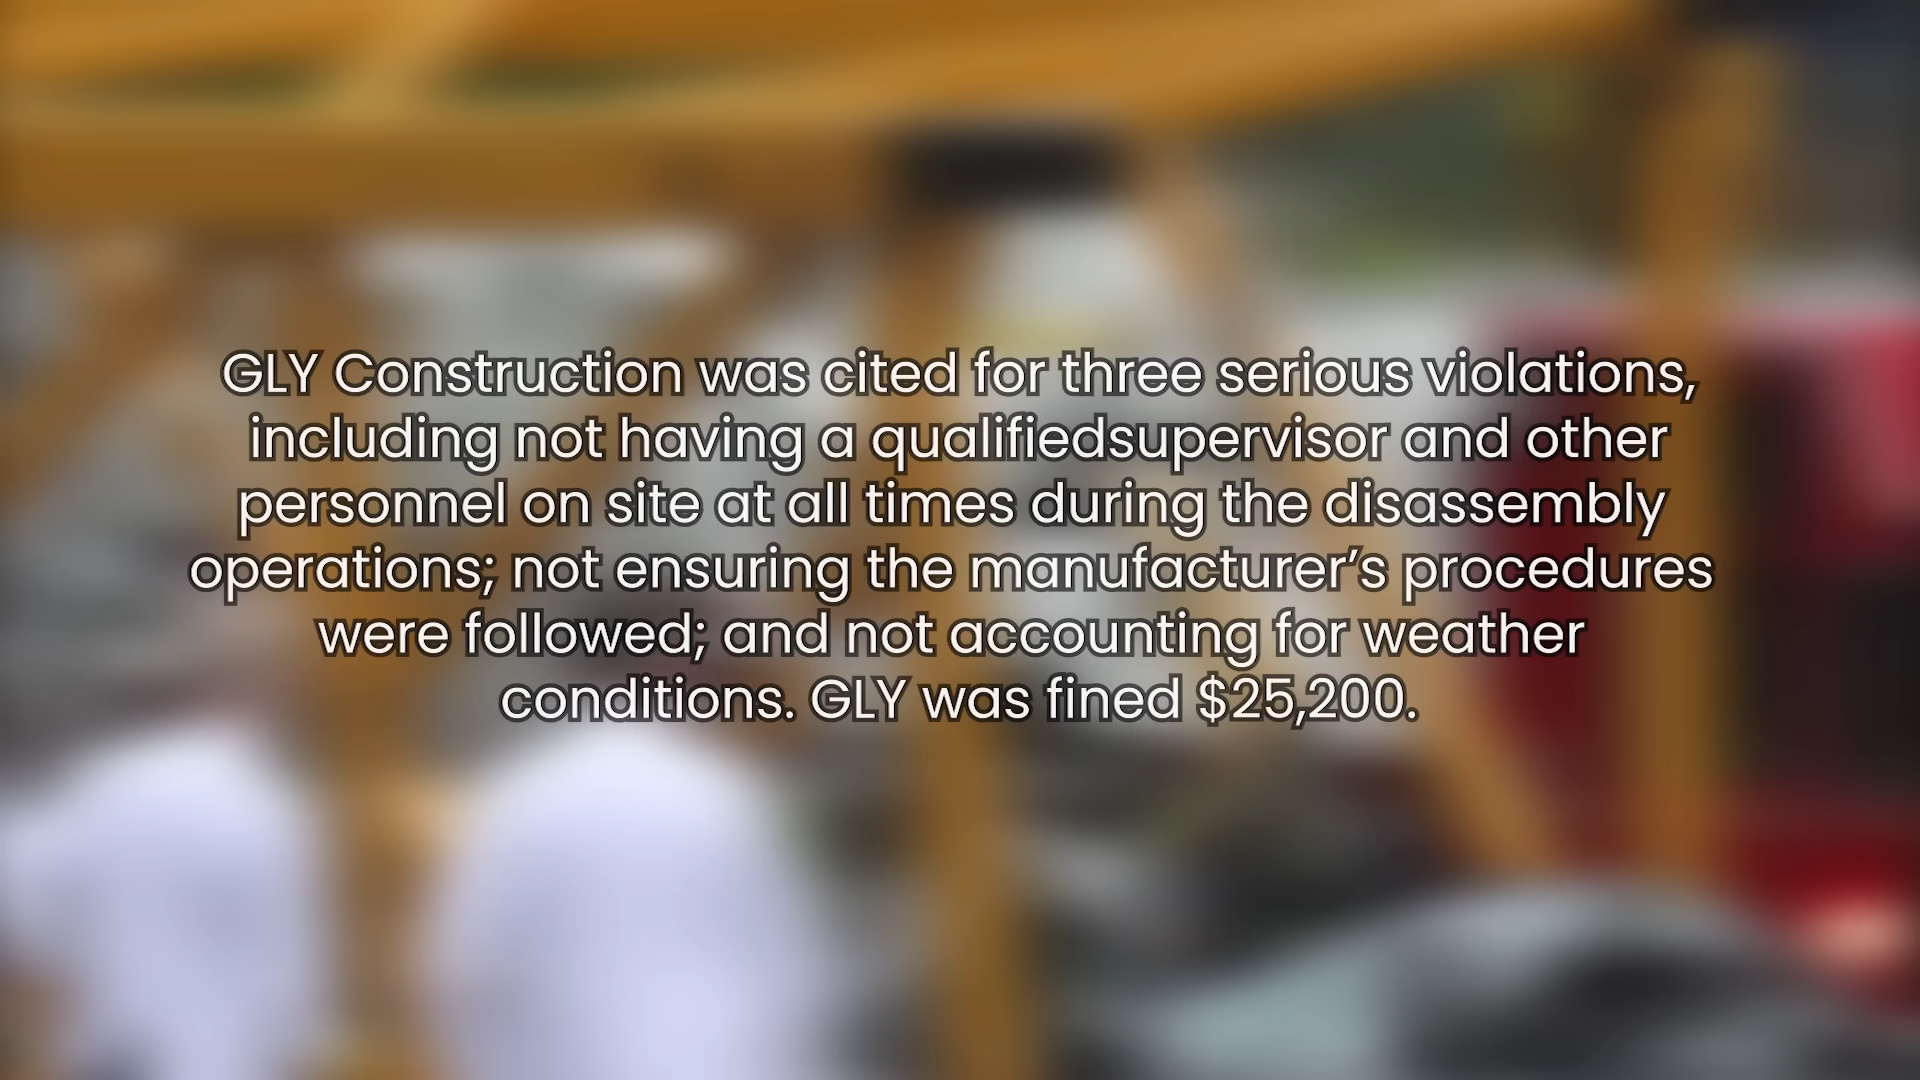 GLY Construction was cited for three serious violations,
including not having a qualifiedsupervisor and other
personnel on site at all times during the disassembly
operations; not ensuring the manufacturer’s procedures
were followed; and not accounting for weather
conditions. GLY was fined $25,200.